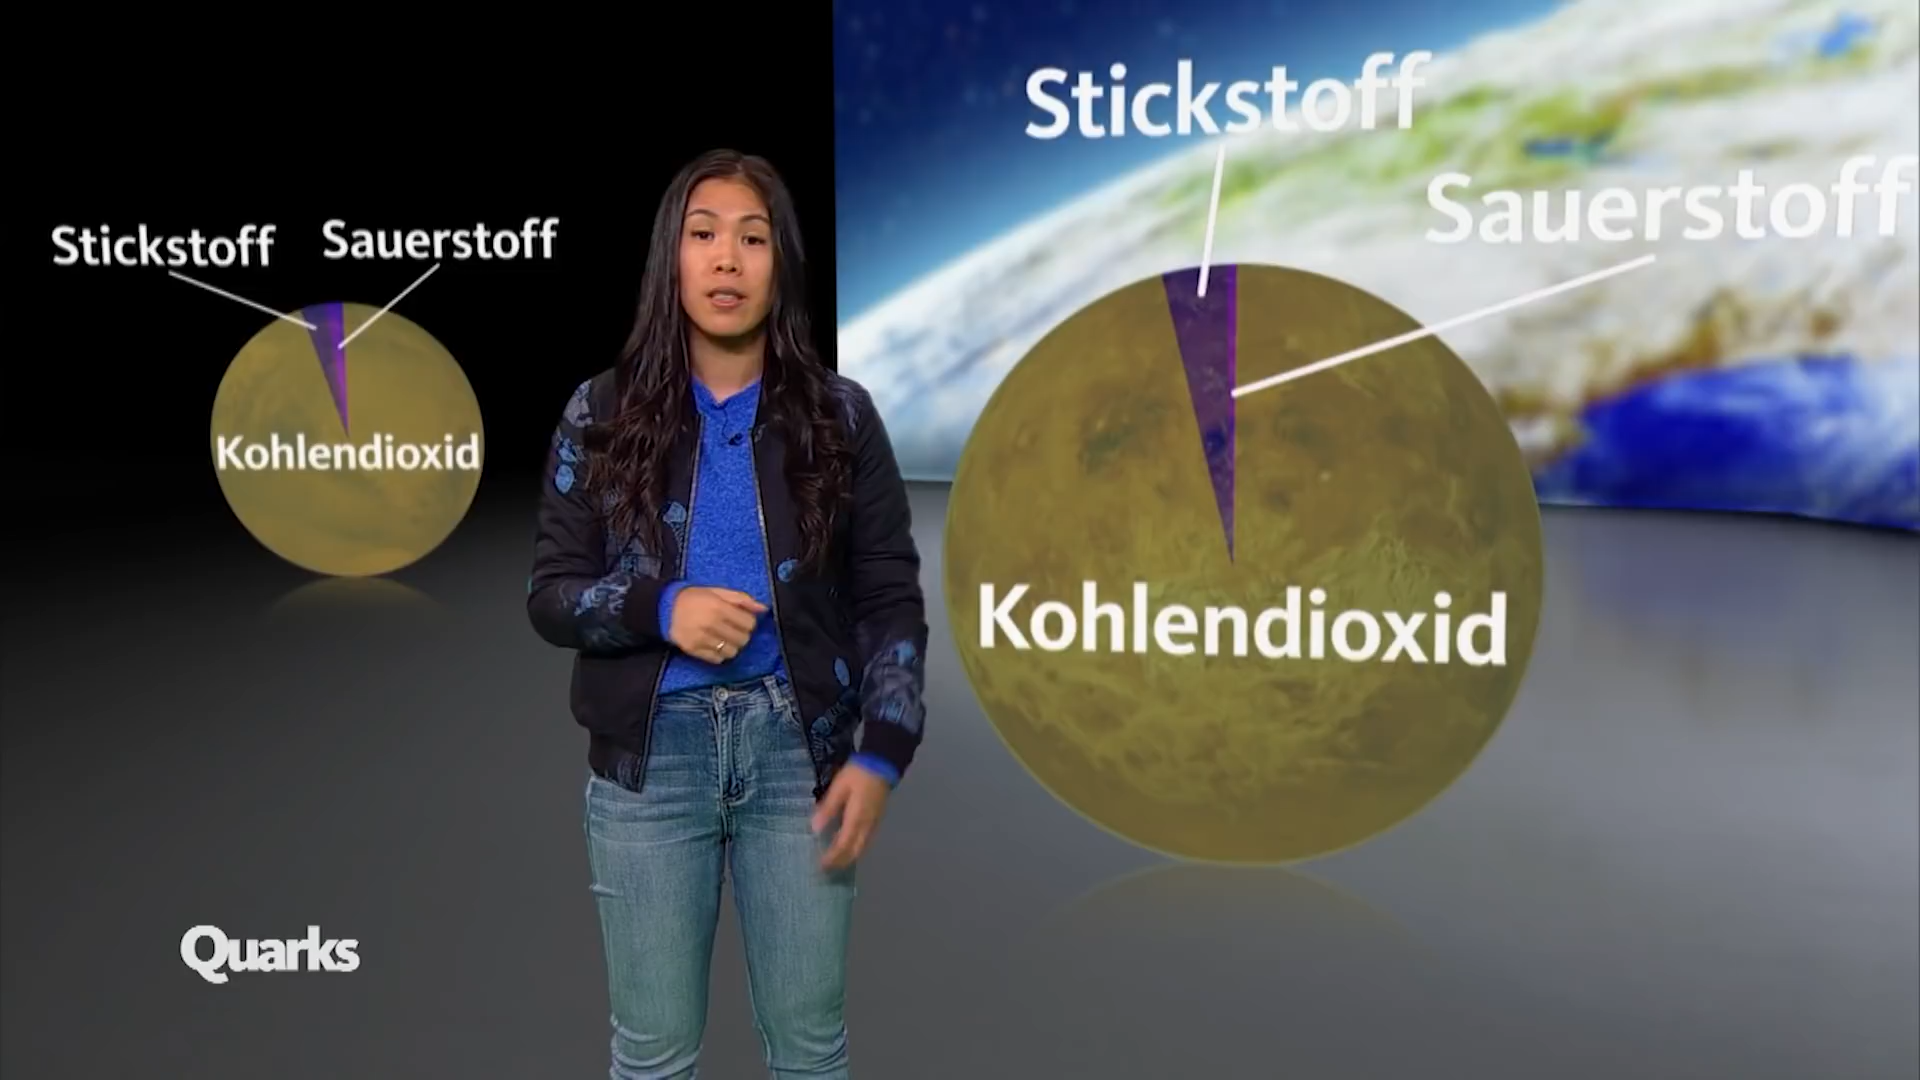 Stickstoff
Sauerstoff
Kohlendioxid
Stickstoff
Sauerstoff
Kohlendioxid
Quarks